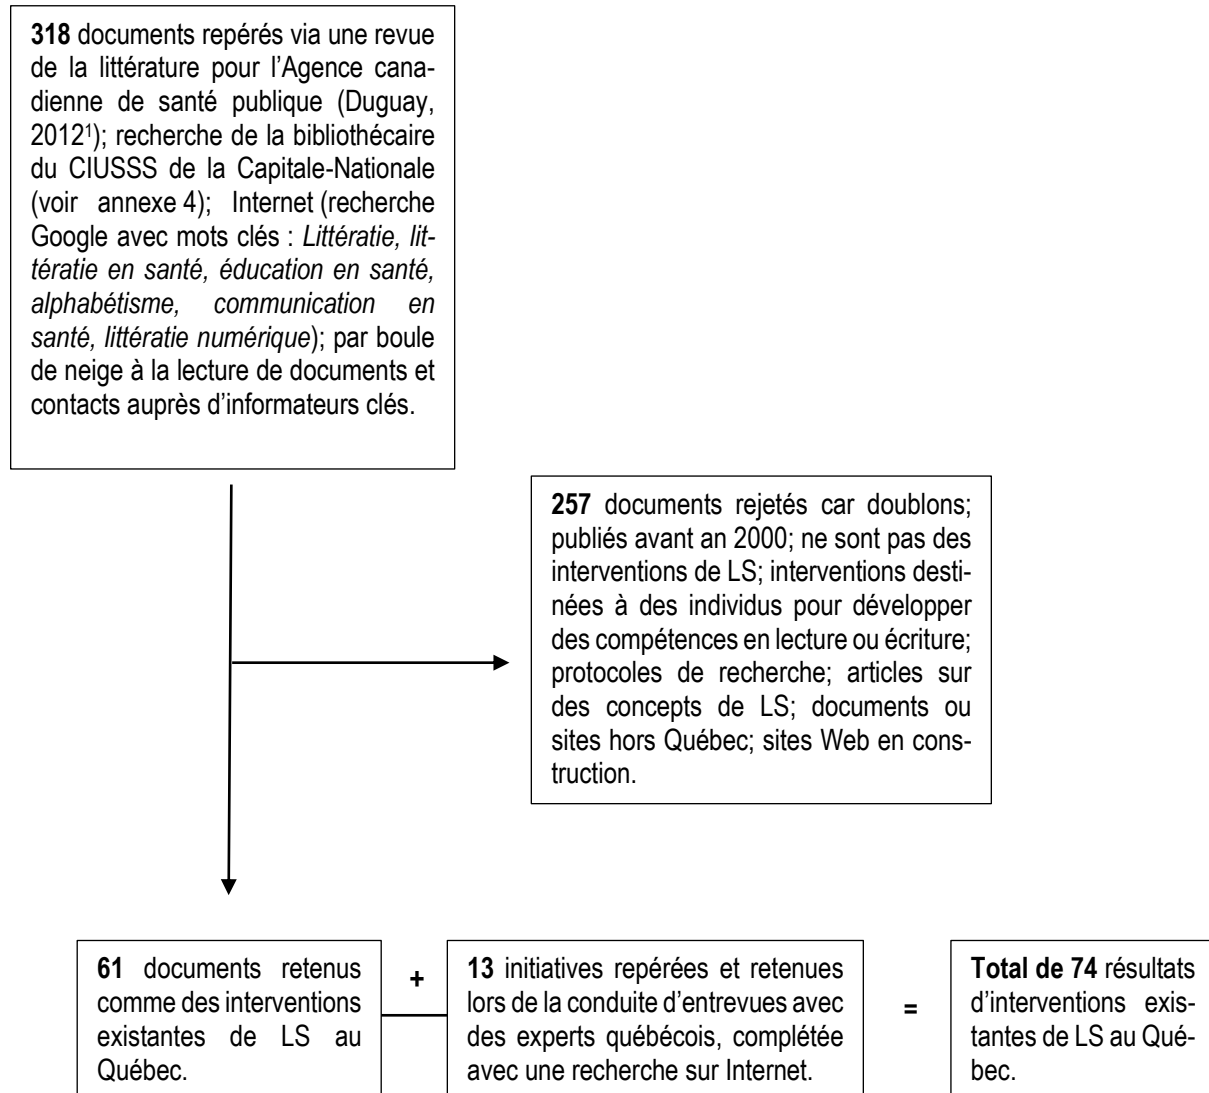 318 documents repérés via une revue
de la littérature pour l’Agence cana-
dienne de santé publique (Duguay,
2012¹); recherche de la bibliothécaire
du CIUSSS de la Capitale-Nationale
(voir annexe 4); Internet (recherche
Google avec mots clés : Littératie, lit-
tératie en santé, éducation en santé,
alphabétisme, communication en
santé, littératie numérique); par boule
de neige à la lecture de documents et
contacts auprès d’informateurs clés.
257 documents rejetés car doublons;
publiés avant an 2000; ne sont pas des
interventions de LS; interventions desti-
nées à des individus pour développer
des compétences en lecture ou écriture;
protocoles de recherche; articles sur
des concepts de LS; documents ou
sites hors Québec; sites Web en cons-
truction.
61 documents retenus
comme des interventions
existantes de LS au
Québec.
+
13 initiatives repérées et retenues
lors de la conduite d’entrevues avec
des experts québécois, complétée
avec une recherche sur Internet.
=
Total de 74 résultats
d’interventions exis-
tantes de LS au Qué-
bec.